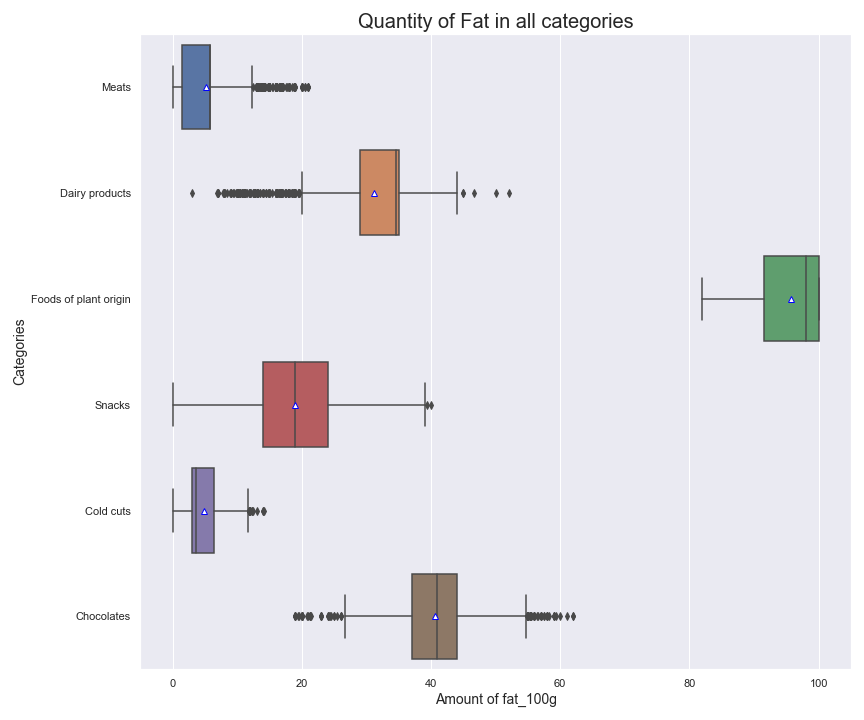 Quantity of Fat in all categories
Meats
Dairy products
Foods of plant origin
Snacks
Cold cuts
Chocolates
Categories
0 20 40 60 80 100
Amount of fat_100g